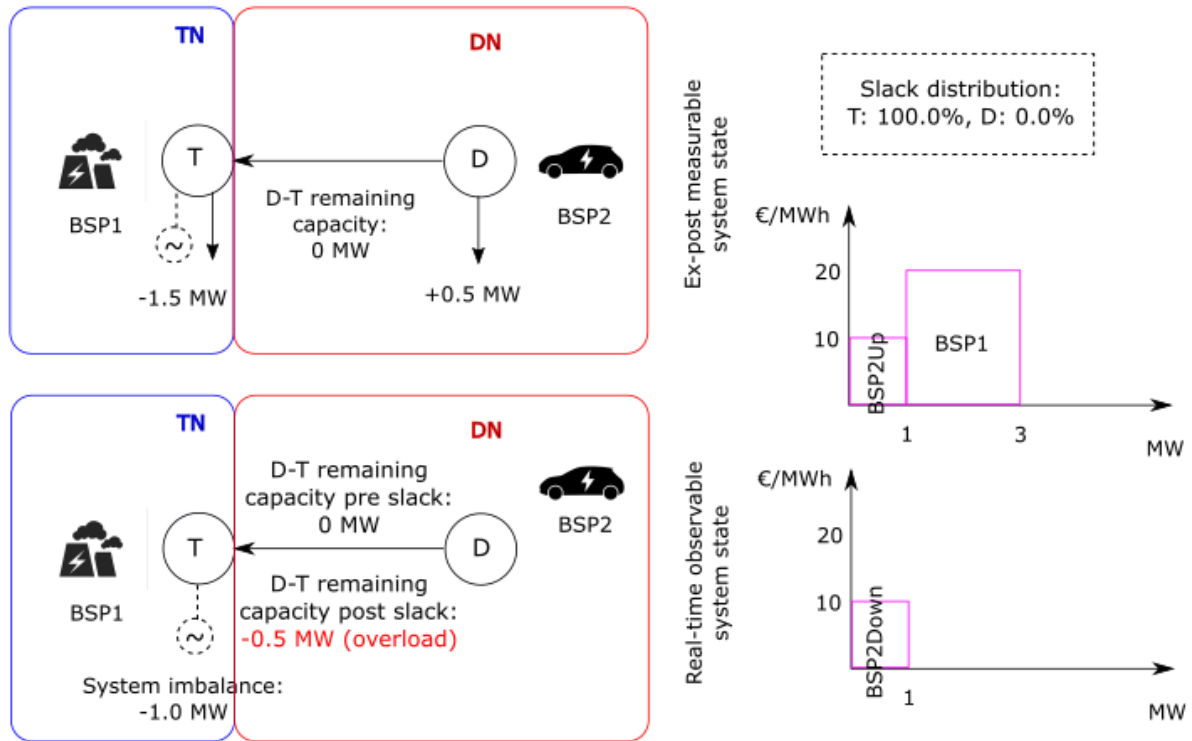 TN
DN
T
D
BSP1
D-T remaining
capacity:
0 MW
BSP2
~
-1.5 MW
+0.5 MW
Ex-post measurable
system state
Slack distribution:
T: 100.0%, D: 0.0%
€/MWh
20
10
BSP2Up
BSP1
1
3
MW
TN
DN
D-T remaining
capacity pre slack:
0 MW
BSP2
T
D
BSP1
D-T remaining
capacity post slack:
-0.5 MW (overload)
~
System imbalance:
-1.0 MW
Real-time observable
system state
€/MWh
20
10
BSP2Down
1
MW